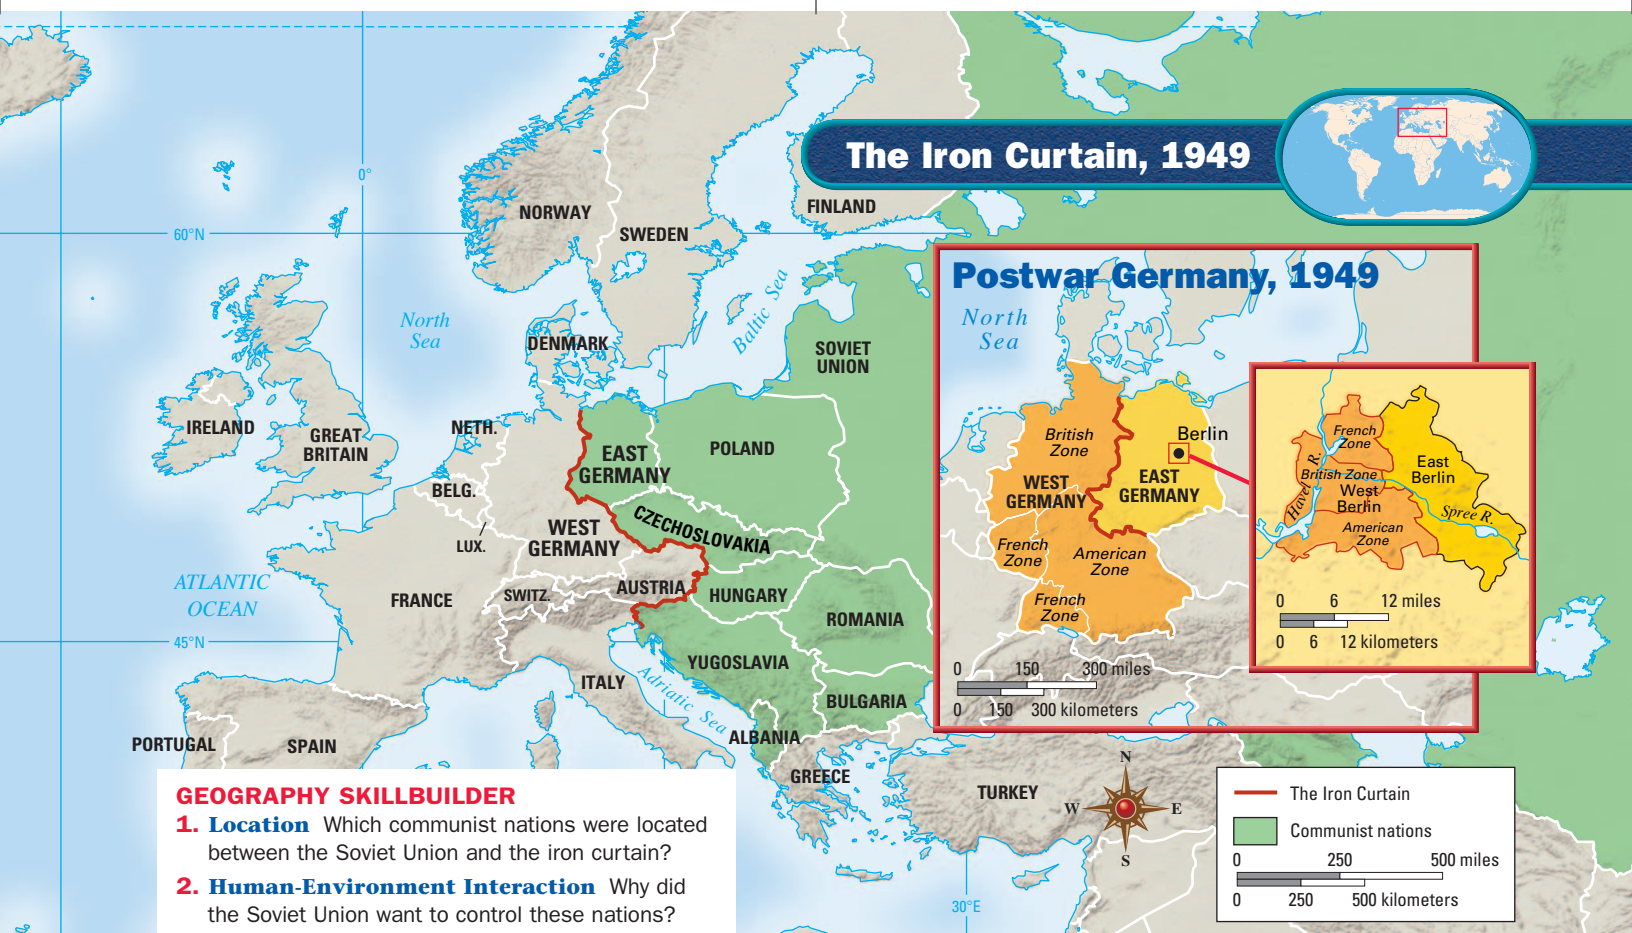 The Iron Curtain, 1949
0°
60°N
NORWAY
SWEDEN
FINLAND
North
Sea
Baltic Sea
DENMARK
SOVIET
UNION
IRELAND
GREAT
BRITAIN
NETH.
BELG.
LUX.
EAST
GERMANY
POLAND
WEST
GERMANY
CZECHOSLOVAKIA
ATLANTIC
OCEAN
FRANCE
SWITZ.
AUSTRIA
HUNGARY
ROMANIA
45°N
YUGOSLAVIA
ITALY
Adriatic Sea
BULGARIA
ALBANIA
PORTUGAL
SPAIN
GREECE
TURKEY
30°E
N
W
E
S
Postwar Germany, 1949
North
Sea
British
Zone
Berlin
WEST
GERMANY
EAST
GERMANY
French
Zone
American
Zone
French
Zone
0 150 300 miles
0 150 300 kilometers
French
Zone
Havel R.
British Zone
West
Berlin
East
Berlin
American
Zone
Spree R.
0 6 12 miles
0 6 12 kilometers
The Iron Curtain
Communist nations
0 250 500 miles
0 250 500 kilometers
GEOGRAPHY SKILLBUILDER
1. Location Which communist nations were located
between the Soviet Union and the iron curtain?
2. Human-Environment Interaction Why did
the Soviet Union want to control these nations?